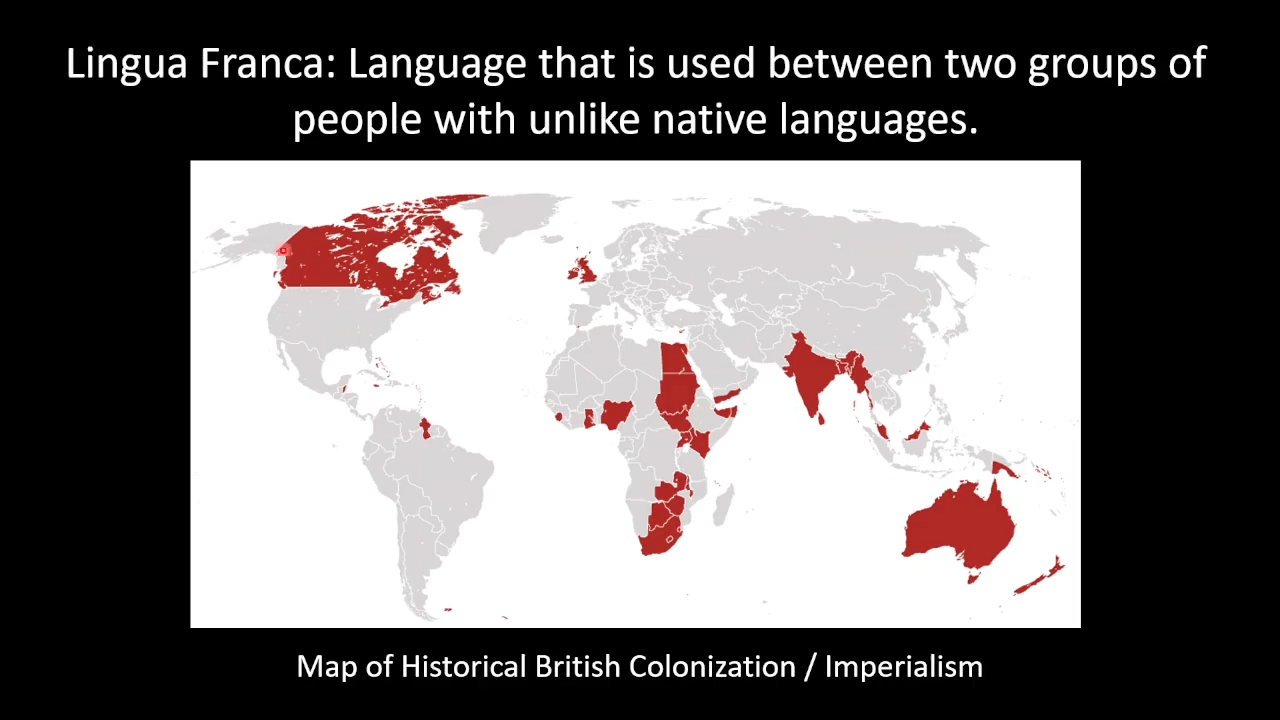 Lingua Franca: Language that is used between two groups of
people with unlike native languages.
Map of Historical British Colonization / Imperialism